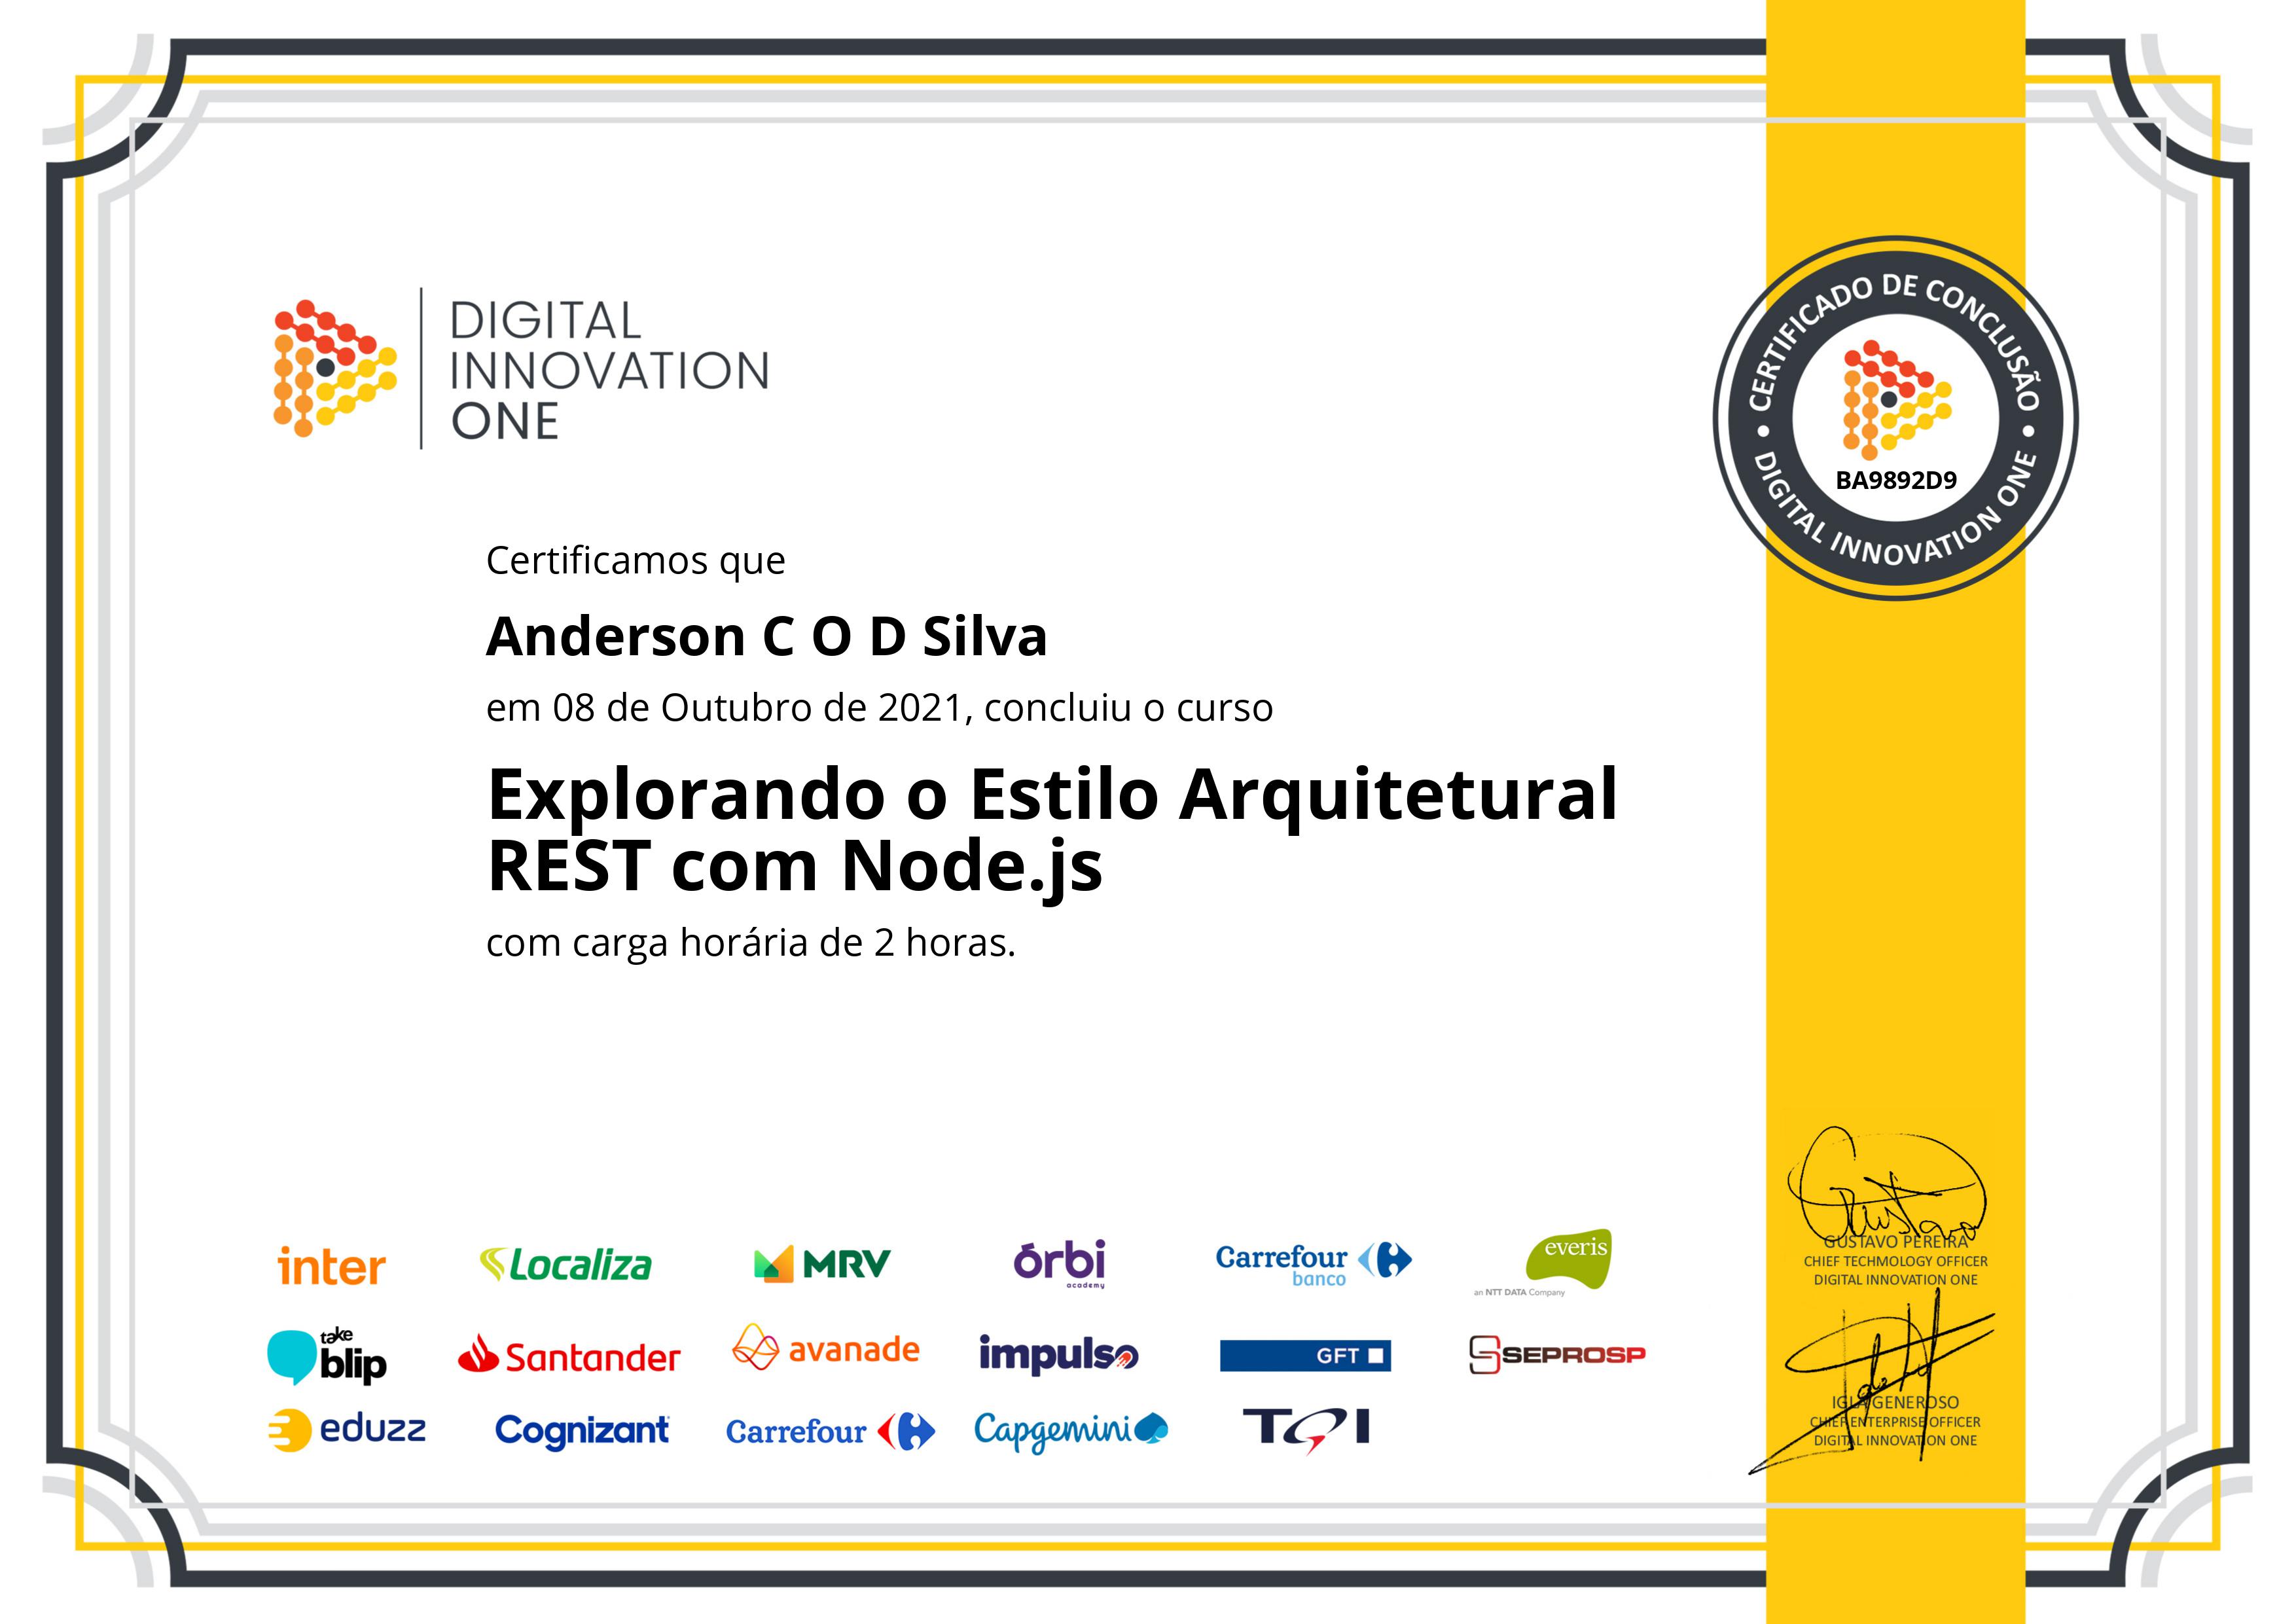 DIGITAL
INNOVATION
ONE
CERTIFICADO DE CONCLUSÃO
BA9892D9
DIGITAL INNOVATION ONE
Certificamos que
Anderson C O D Silva
em 08 de Outubro de 2021, concluiu o curso
Explorando o Estilo Arquitetural
REST com Node.js
com carga horária de 2 horas.
Gustavo
GUSTAVO PEREIRA
CHIEF TECHMOLOGY OFFICER
DIGITAL INNOVATION ONE
inter
Localiza
MRV
órbi
academy
Carrefour
banco
everis
an NTT DATA Company
take
blip
Santander
avanade
impulso
GFT
SEPROSP
IGLÁ GENEROSO
CHIEF ENTERPRISE OFFICER
DIGITAL INNOVATION ONE
eduzz
Cognizant
Carrefour
Capgemini
TQI